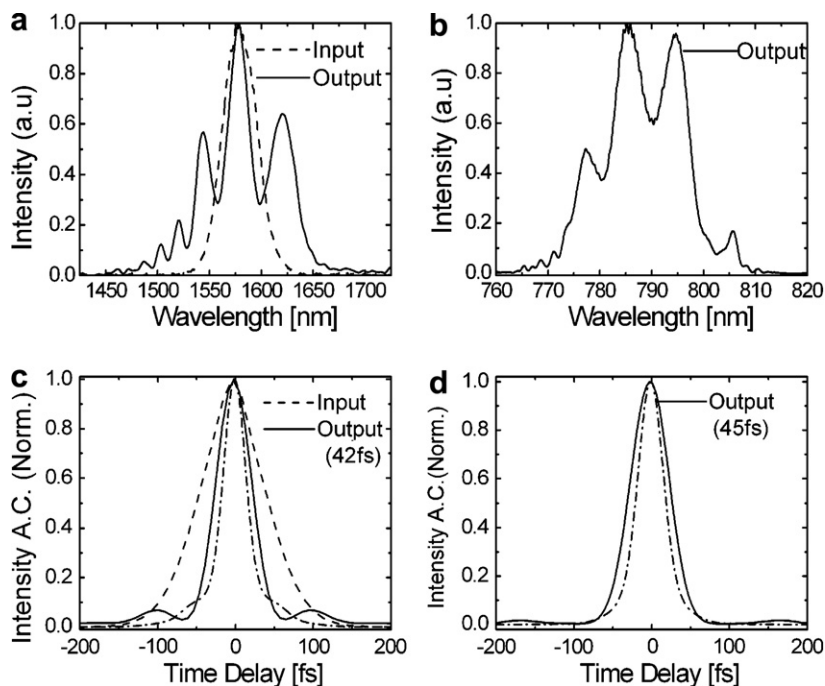 a
Input
Output
Intensity (a.u)
1.0
0.8
0.6
0.4
0.2
0.0
1450 1500 1550 1600 1650 1700
Wavelength [nm]
b
Output
Intensity (a.u)
1.0
0.8
0.6
0.4
0.2
0.0
760 770 780 790 800 810 820
Wavelength [nm]
c
Input
Output
(42fs)
Intensity A.C. (Norm.)
1.0
0.8
0.6
0.4
0.2
0.0
-200 -100 0 100 200
Time Delay [fs]
d
Output
(45fs)
Intensity A.C.(Norm.)
1.0
0.8
0.6
0.4
0.2
0.0
-200 -100 0 100 200
Time Delay [fs]